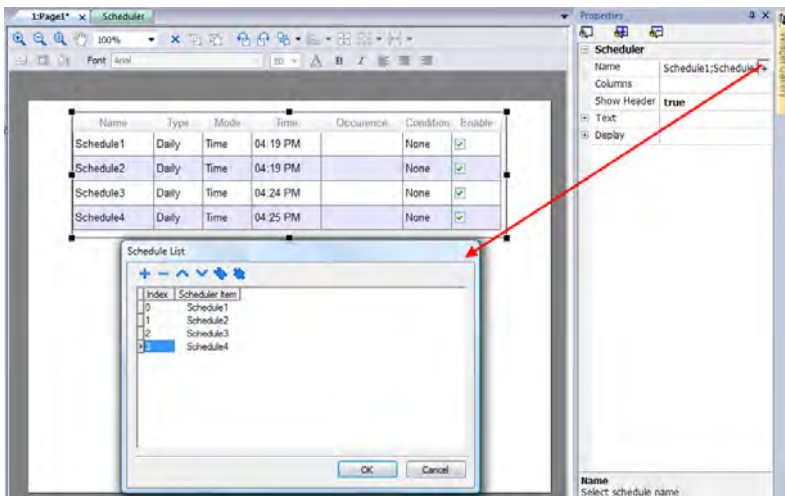 1:Page1* x Scheduler
100%
Font Arial 10 A B I
Name Type Mode Time Occurence Condition Enable
Schedule1 Daily Time 04:19 PM None
Schedule2 Daily Time 04:19 PM None
Schedule3 Daily Time 04:24 PM None
Schedule4 Daily Time 04:25 PM None
Schedule List
Index Scheduler Item
0 Schedule1
1 Schedule2
2 Schedule3
3 Schedule4
OK Cancel
Properties
Scheduler
Name Schedule1;Schedule
Columns
Show Header true
Text
Display
Name
Select schedule name